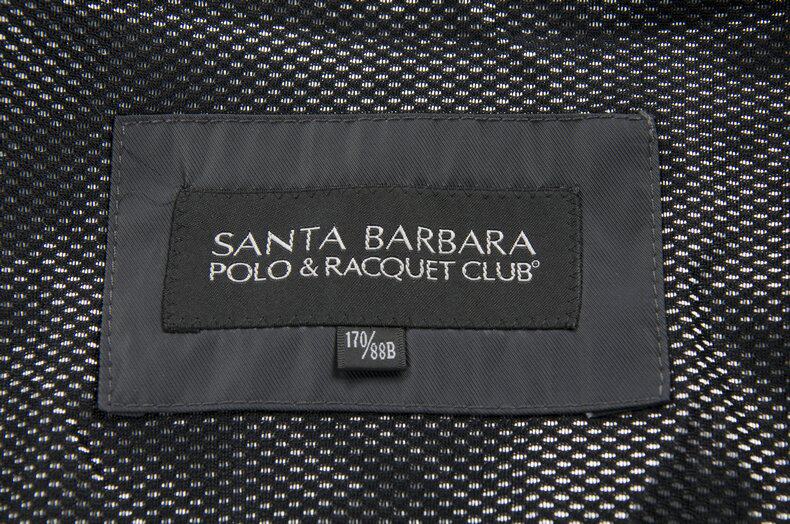 SANTA BARBARA
POLO & RACQUET CLUB®
170/88B